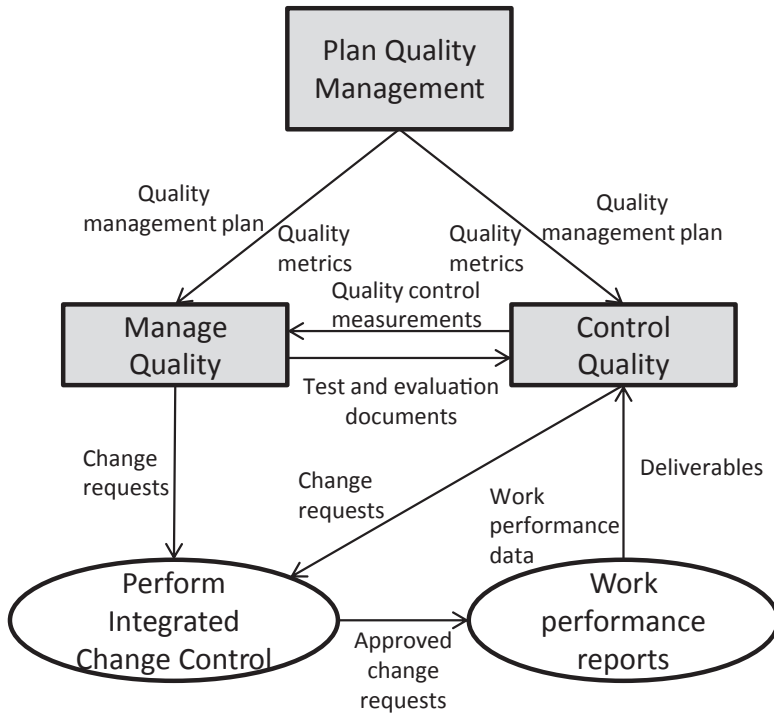 Plan Quality
Management
Quality
management plan
Quality
metrics
Quality
metrics
Quality
management plan
Quality control
measurements
Manage
Quality
Control
Quality
Test and evaluation
documents
Change
requests
Change
requests
Work
performance
data
Deliverables
Perform
Integrated
Change Control
Approved
change
requests
Work
performance
reports